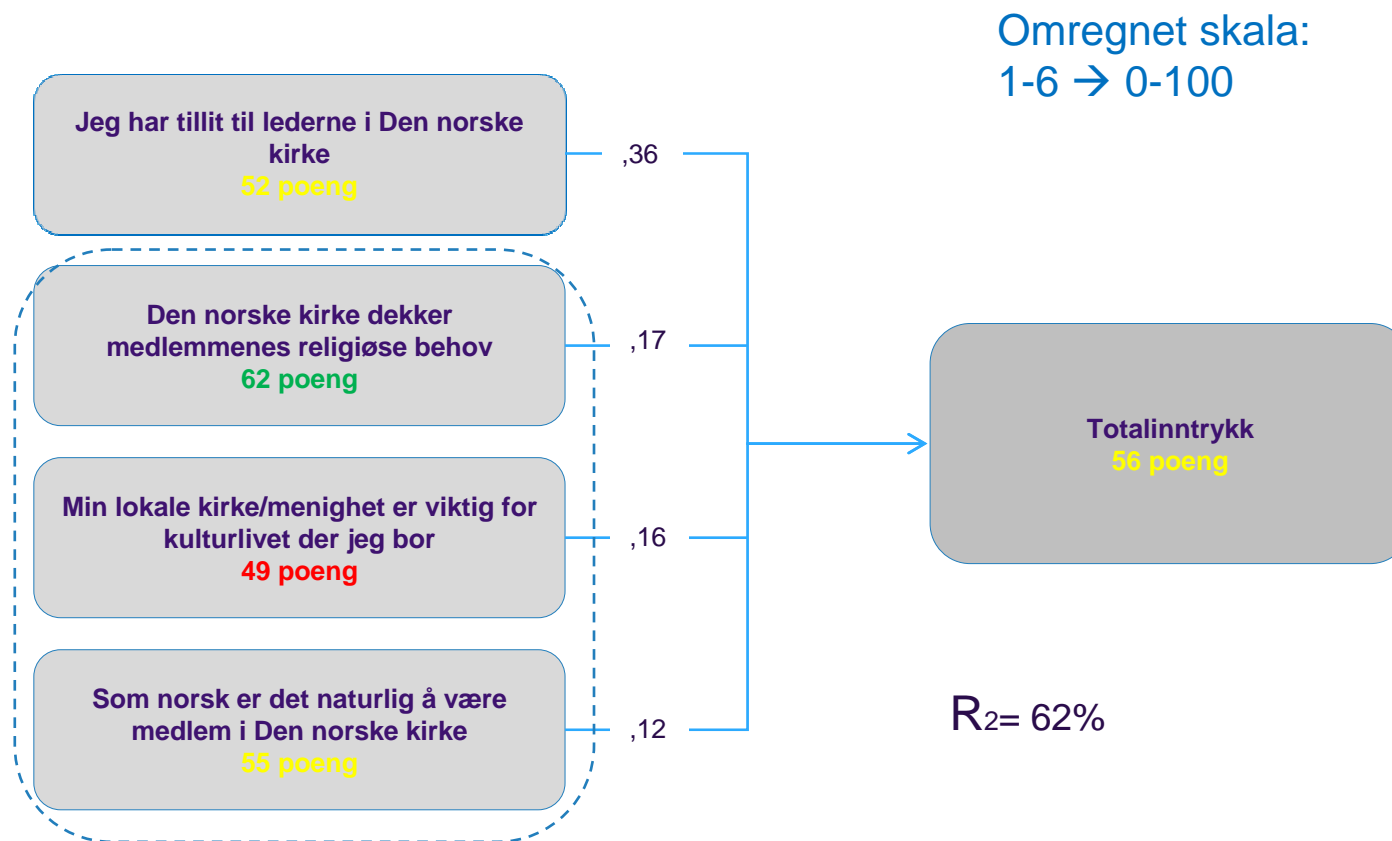 Omregnet skala:
1-6 → 0-100
Jeg har tillit til lederne i Den norske
kirke
52 poeng
,36
Den norske kirke dekker
medlemmenes religiøse behov
62 poeng
,17
Min lokale kirke/menighet er viktig for
kulturlivet der jeg bor
49 poeng
,16
Som norsk er det naturlig å være
medlem i Den norske kirke
55 poeng
,12
Totalinntrykk
56 poeng
R2= 62%